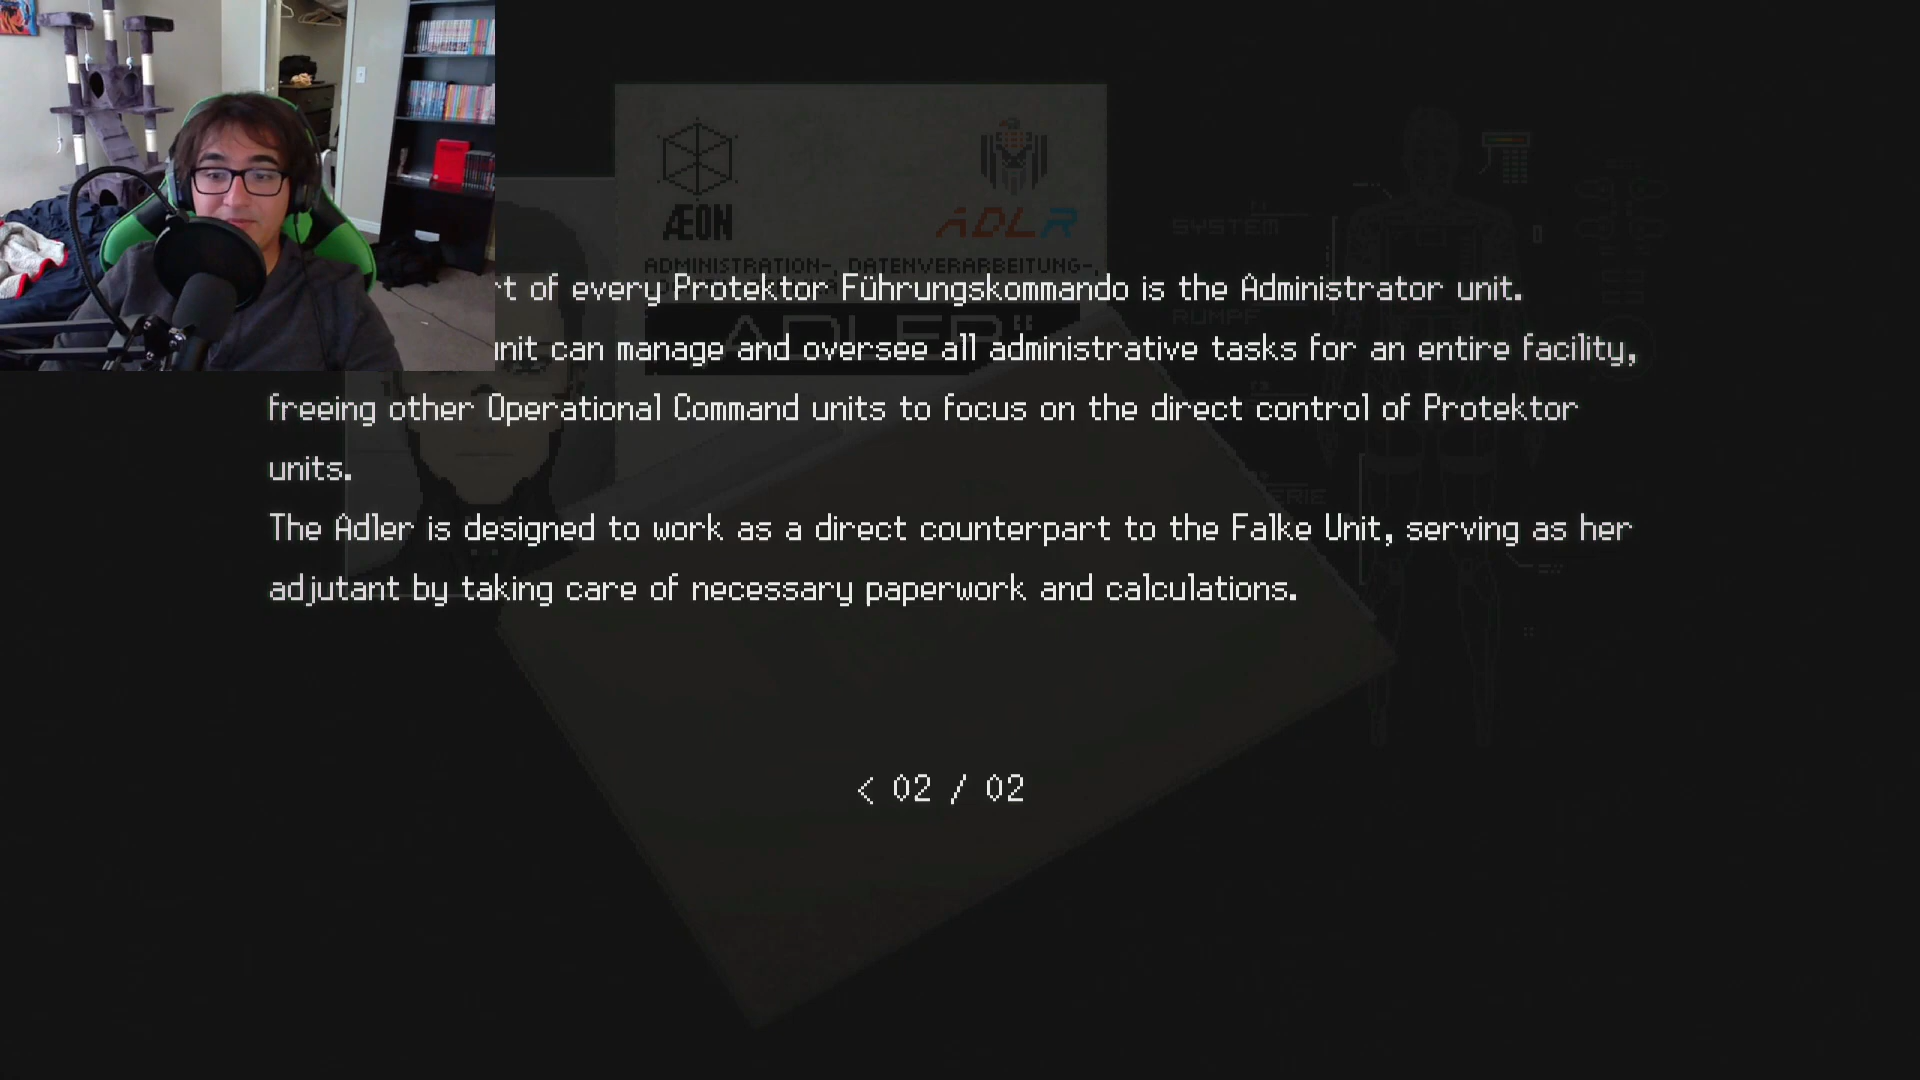 ÆON
ADLR
ADMINISTRATION-, DATENVERARBEITUNG-,
ADLER
SYSTEM
RUMPF
rt of every Protektor Führungskommando is the Administrator unit.
unit can manage and oversee all administrative tasks for an entire facility,
freeing other Operational Command units to focus on the direct control of Protektor
units.
The Adler is designed to work as a direct counterpart to the Falke Unit, serving as her
adjutant by taking care of necessary paperwork and calculations.
< 02 / 02